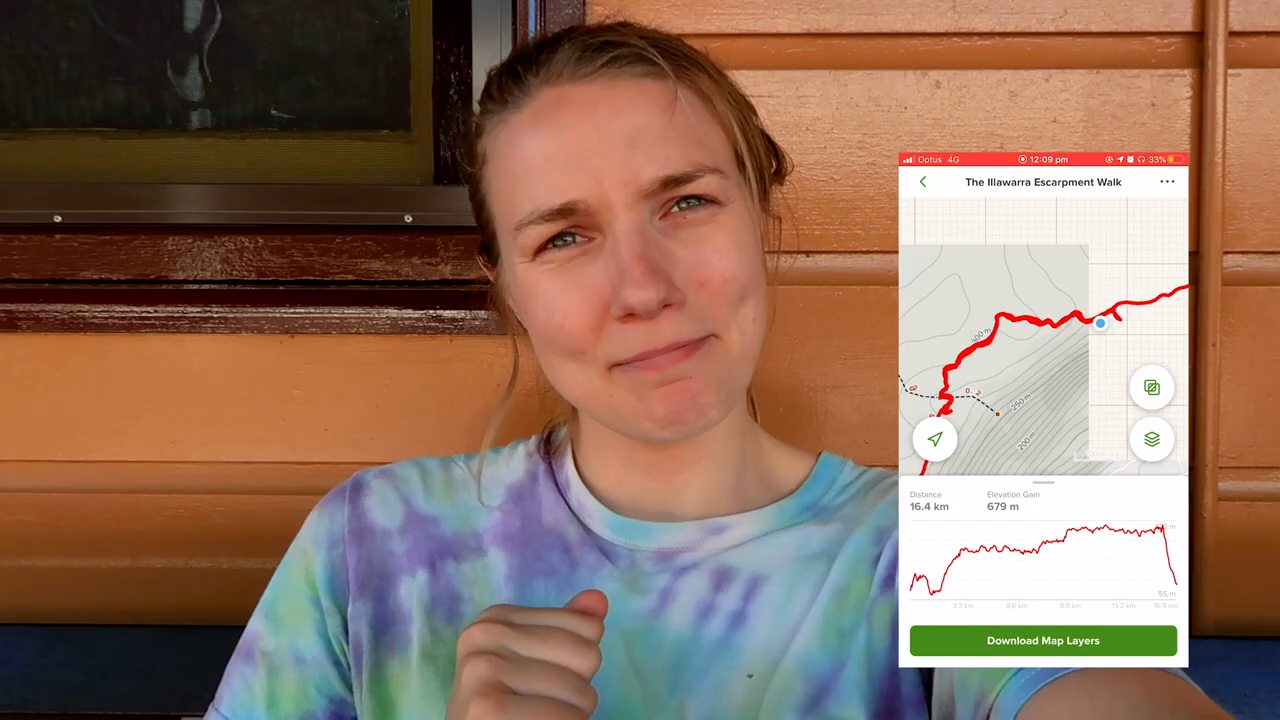 Optus 4G 12:09 pm 33%
The Illawarra Escarpment Walk
300 m
250 m
200 m
Distance Elevation Gain
16.4 km 679 m
55 m
3.3 km 6.6 km 9.9 km 13.2 km 16.5 km
Download Map Layers